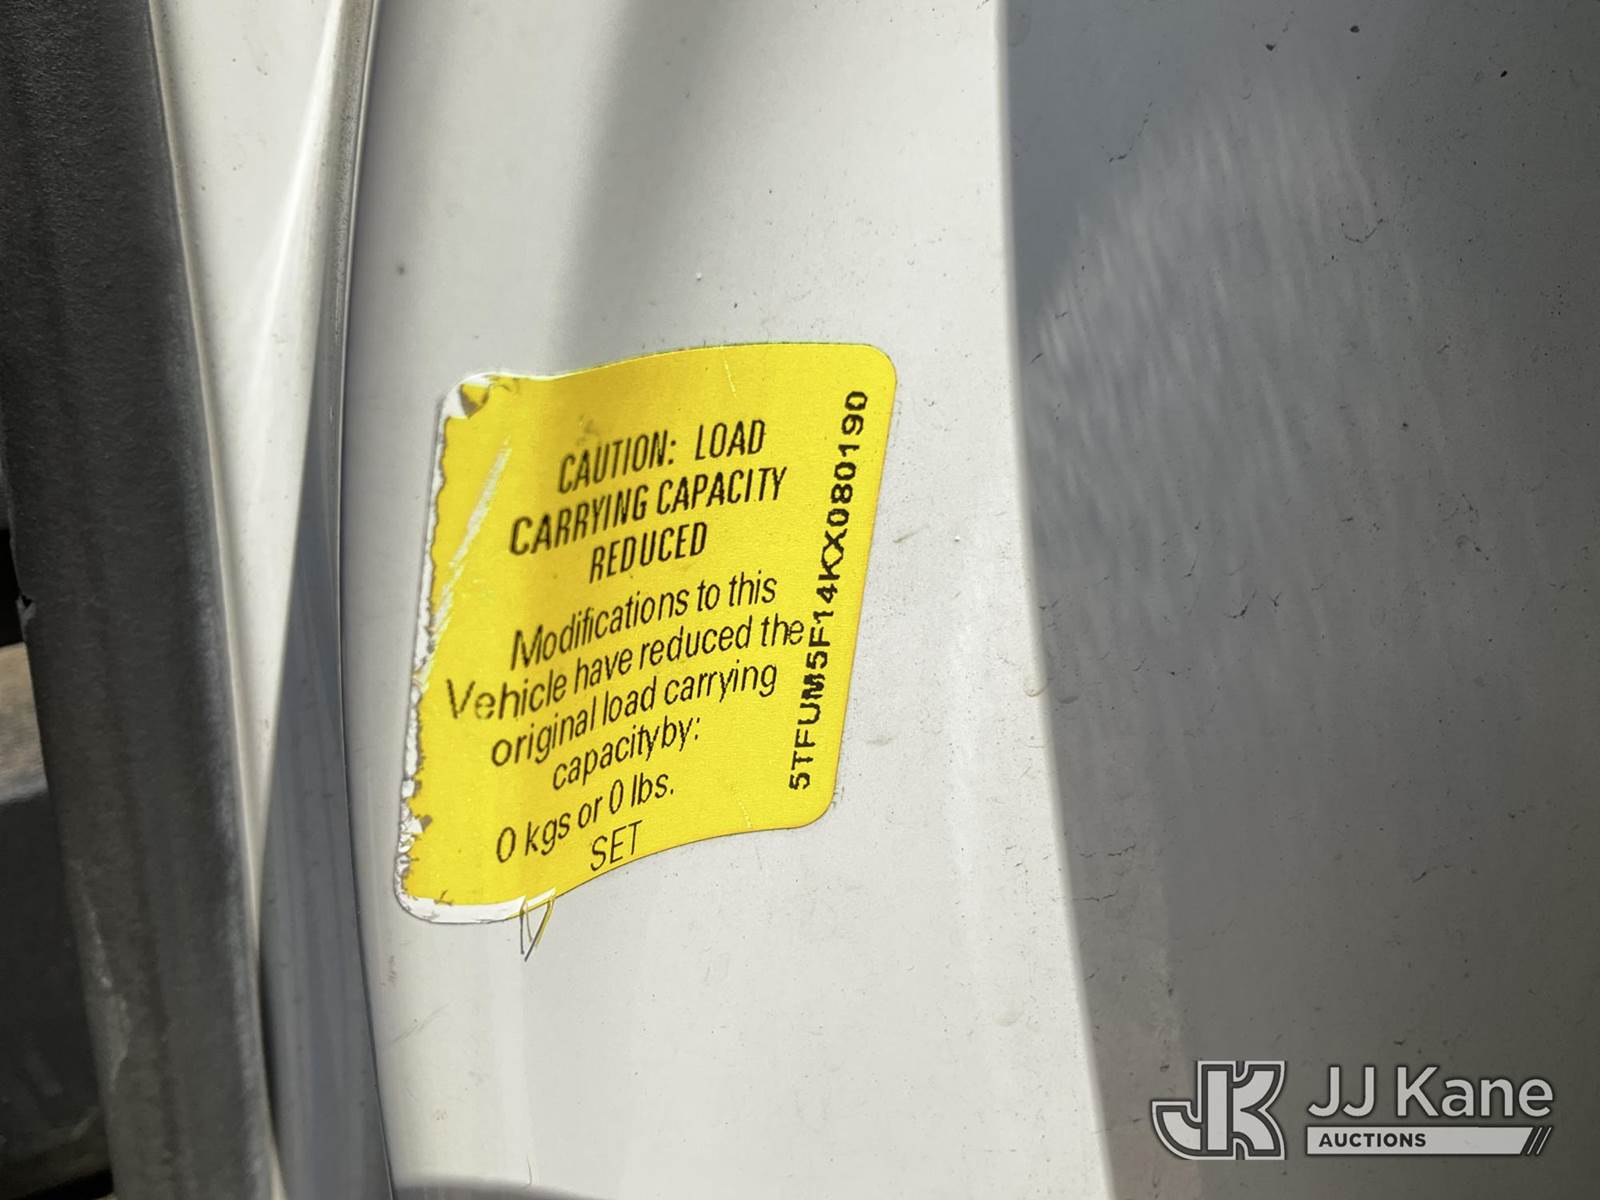 CAUTION: LOAD
CARRYING CAPACITY
REDUCED
Modifications to this
Vehicle have reduced the
original load carrying
capacityby:
0 kgs or 0 lbs.
SET
5TFUM5F14KX080190
JK JJ Kane
AUCTIONS